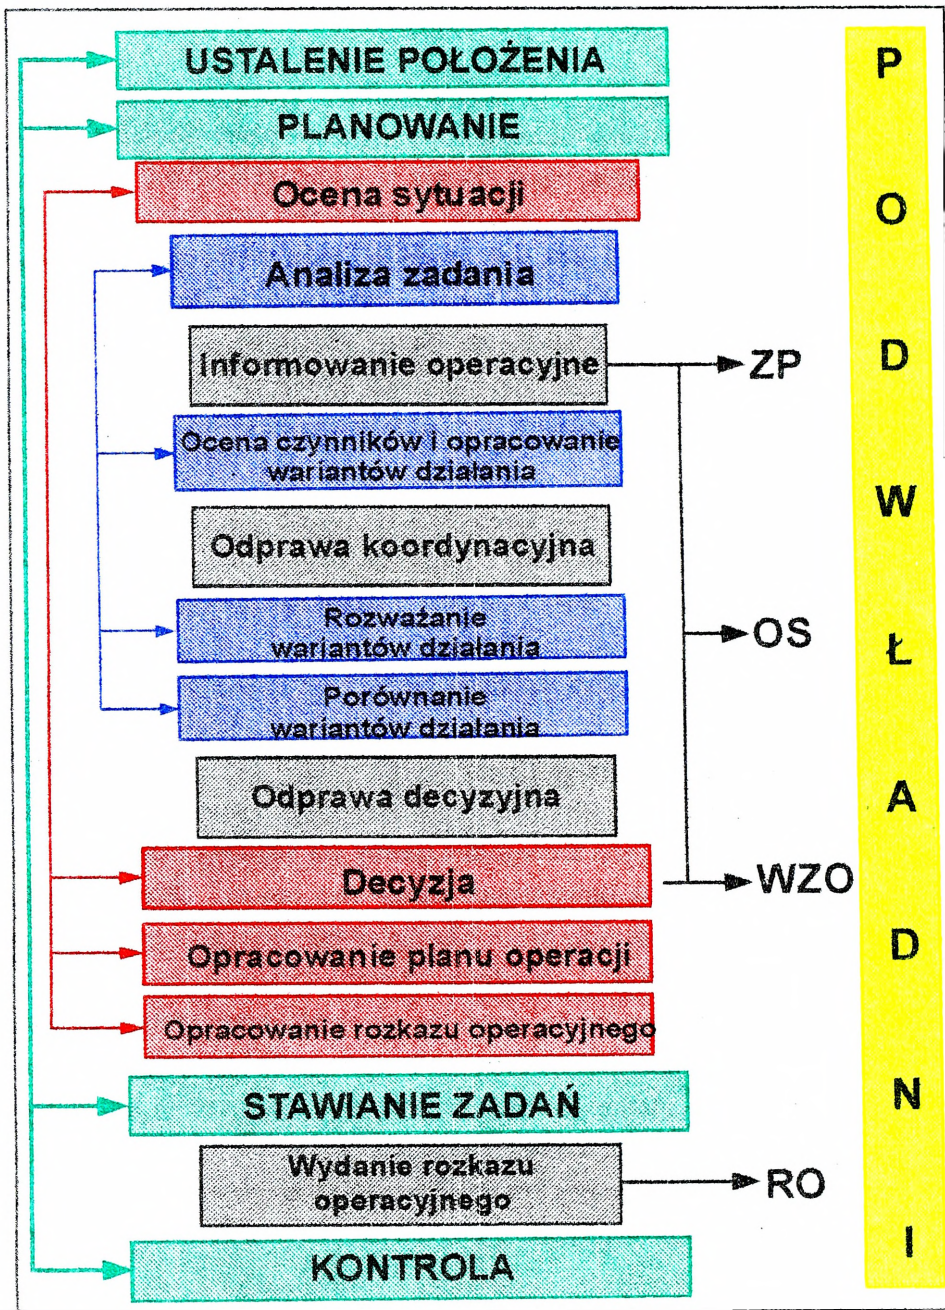 USTALENIE POŁOŻENIA
PLANOWANIE
Ocena sytuacji
Analiza zadania
Informowanie operacyjne
ZP
Ocena czynników i opracowanie
wariantów działania
Odprawa koordynacyjna
Rozważanie
wariantów działania
OS
Porównanie
wariantów działania
Odprawa decyzyjna
Decyzja
WZO
Opracowanie planu operacji
Opracowanie rozkazu operacyjnego
STAWIANIE ZADAŃ
Wydanie rozkazu
operacyjnego
RO
KONTROLA
P
O
D
W
Ł
A
D
N
I